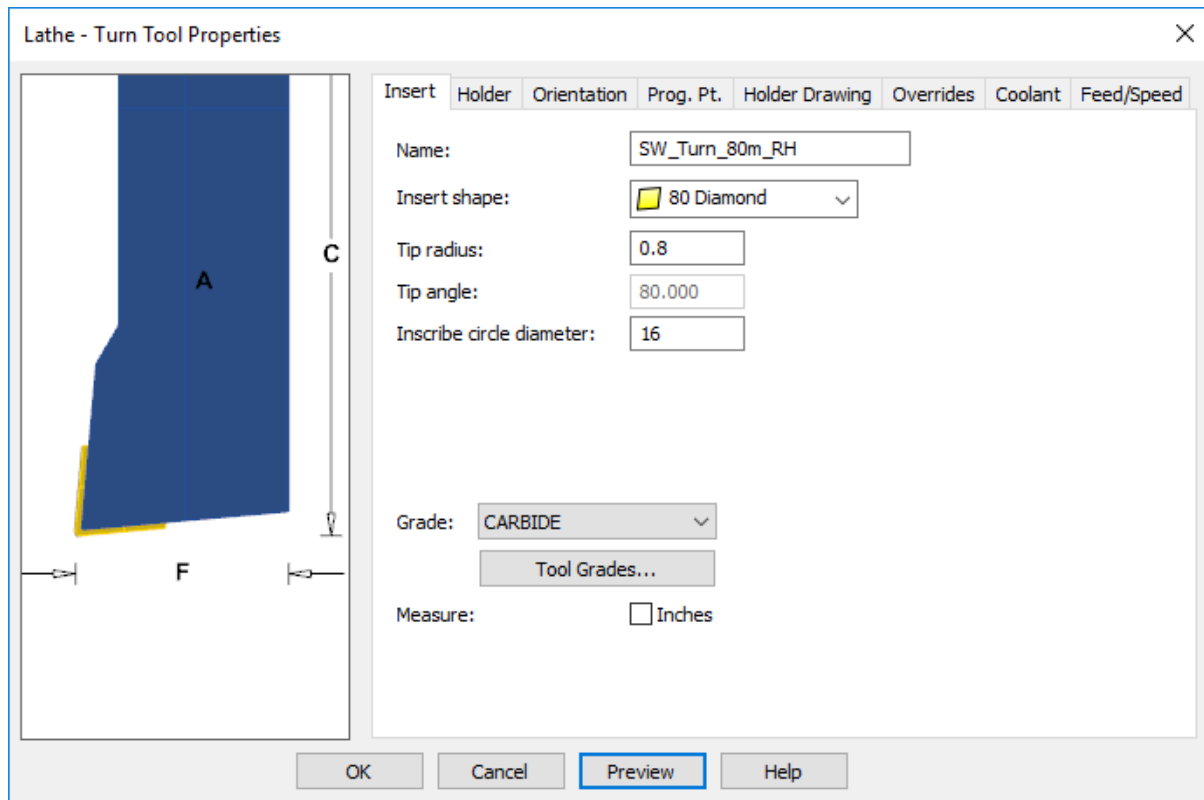 Lathe - Turn Tool Properties
Insert Holder Orientation Prog. Pt. Holder Drawing Overrides Coolant Feed/Speed
Name: SW_Turn_80m_RH
Insert shape: 80 Diamond
Tip radius: 0.8
Tip angle: 80.000
Inscribe circle diameter: 16
Grade: CARBIDE
Tool Grades...
Measure: Inches
C
A
F
OK Cancel Preview Help